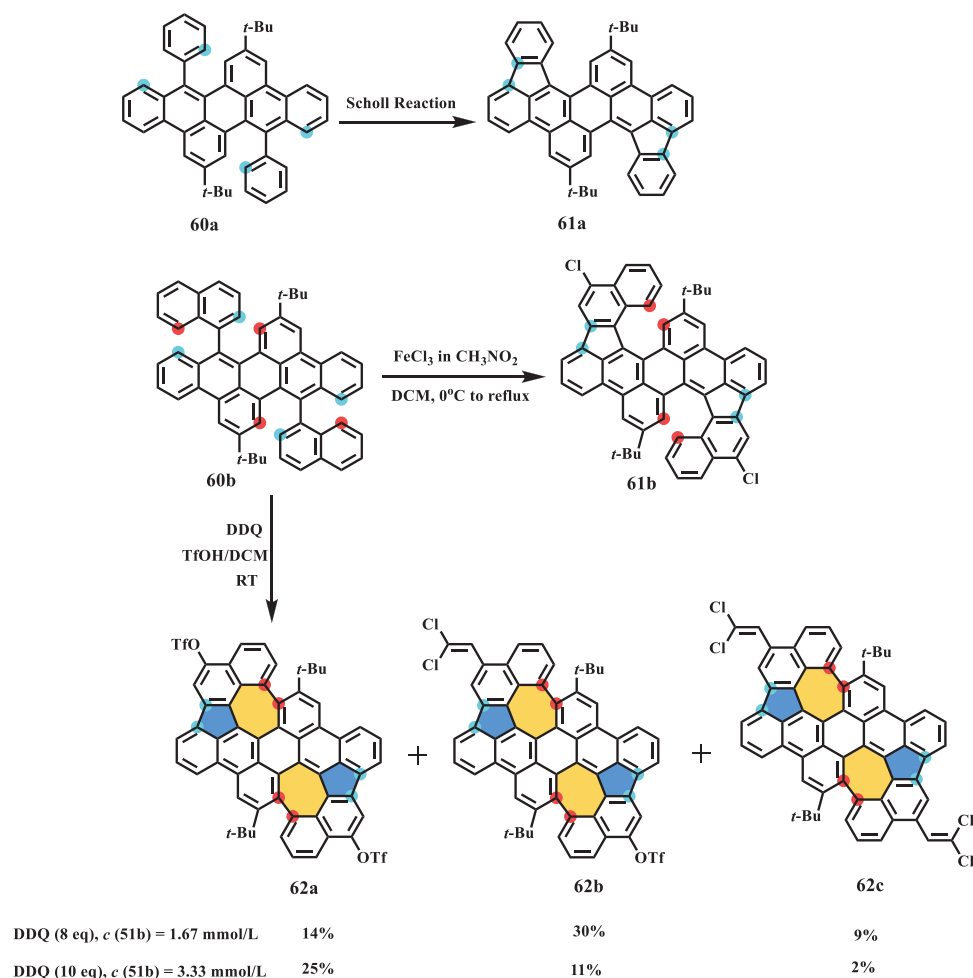 t-Bu
t-Bu
Scholl Reaction
t-Bu
t-Bu
60a
61a
Cl
t-Bu
t-Bu
FeCl3 in CH3NO2
DCM, 0°C to reflux
t-Bu
t-Bu
Cl
60b
61b
DDQ
TfOH/DCM
RT
TfO
t-Bu
Cl
Cl
t-Bu
Cl
Cl
t-Bu
+
+
t-Bu
OTf
t-Bu
OTf
t-Bu
Cl
Cl
62a
62b
62c
DDQ (8 eq), c (51b) = 1.67 mmol/L 14% 30% 9%
DDQ (10 eq), c (51b) = 3.33 mmol/L 25% 11% 2%